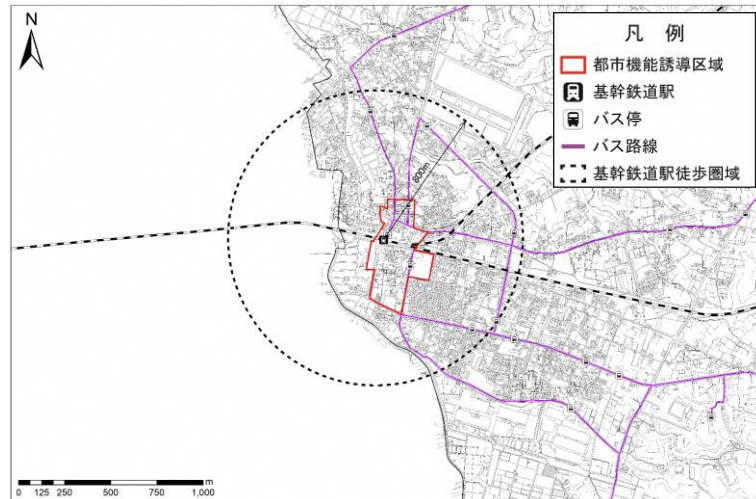 N
凡 例
都市機能誘導区域
基幹鉄道駅
バス停
バス路線
基幹鉄道駅徒歩圏域
800m
0 125 250 500 750 1,000 m